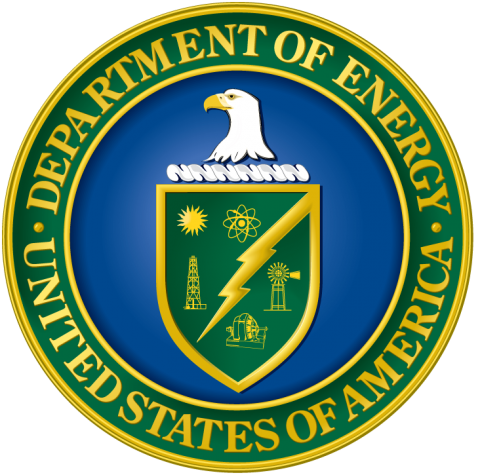 DEPARTMENT OF ENERGY
UNITED STATES OF AMERICA